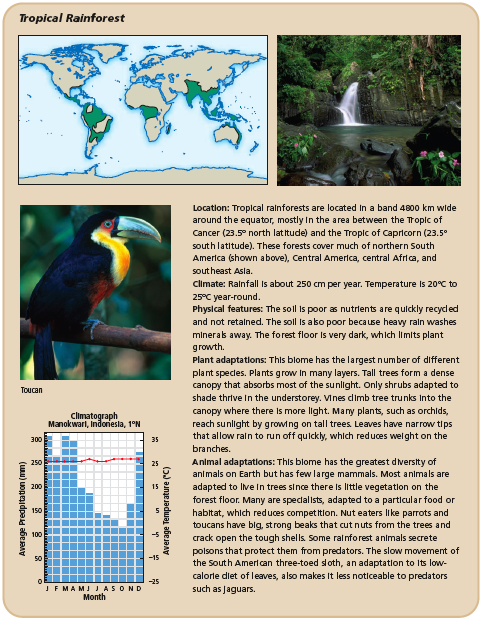 Tropical Rainforest
Location: Tropical rainforests are located in a band 4800 km wide
around the equator, mostly in the area between the Tropic of
Cancer (23.5° north latitude) and the Tropic of Capricorn (23.5°
south latitude). These forests cover much of northern South
America (shown above), Central America, central Africa, and
southeast Asia.
Climate: Rainfall is about 250 cm per year. Temperature is 20°C to
25°C year-round.
Physical features: The soil is poor as nutrients are quickly recycled
and not retained. The soil is also poor because heavy rain washes
minerals away. The forest floor is very dark, which limits plant
growth.
Plant adaptations: This biome has the largest number of different
plant species. Plants grow in many layers. Tall trees form a dense
canopy that absorbs most of the sunlight. Only shrubs adapted to
shade thrive in the understorey. Vines climb tree trunks into the
canopy where there is more light. Many plants, such as orchids,
reach sunlight by growing on tall trees. Leaves have narrow tips
that allow rain to run off quickly, which reduces weight on the
branches.
Animal adaptations: This biome has the greatest diversity of
animals on Earth but has few large mammals. Most animals are
adapted to live in trees since there is little vegetation on the
forest floor. Many are specialists, adapted to a particular food or
habitat, which reduces competition. Nut eaters like parrots and
toucans have big, strong beaks that cut nuts from the trees and
crack open the tough shells. Some rainforest animals secrete
poisons that protect them from predators. The slow movement of
the South American three-toed sloth, an adaptation to its low-
calorie diet of leaves, also makes it less noticeable to predators
such as jaguars.
Toucan
Climatograph
Manokwari, Indonesia, 1°N
Average Precipitation (mm)
300
250
200
150
100
50
0
35
25
15
5
−5
−15
−25
Average Temperature (°C)
J F M A M J J A S O N D
Month